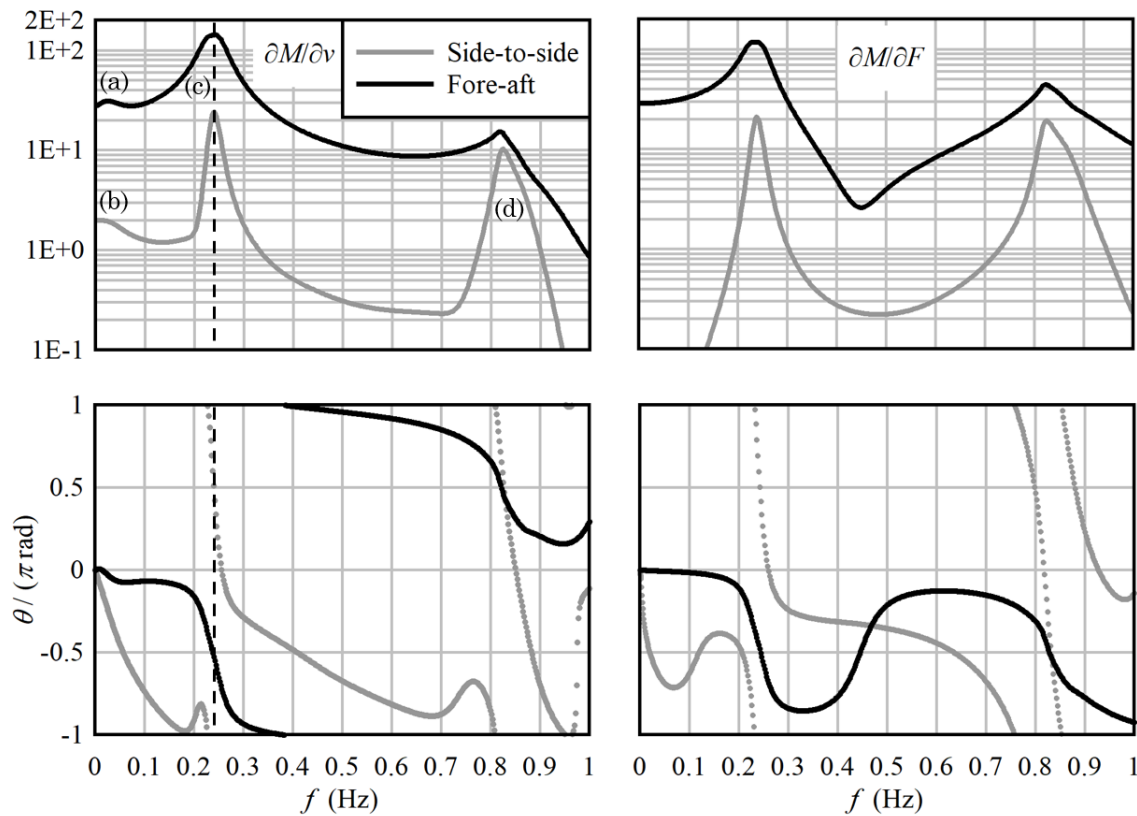 2E+2
1E+2
1E+1
1E+0
1E-1
∂M/∂v
Side-to-side
Fore-aft
(a)
(b)
(c)
(d)
∂M/∂F
1
0.5
0
-0.5
-1
θ / (π rad)
0 0.1 0.2 0.3 0.4 0.5 0.6 0.7 0.8 0.9 1
f (Hz)
0 0.1 0.2 0.3 0.4 0.5 0.6 0.7 0.8 0.9 1
f (Hz)